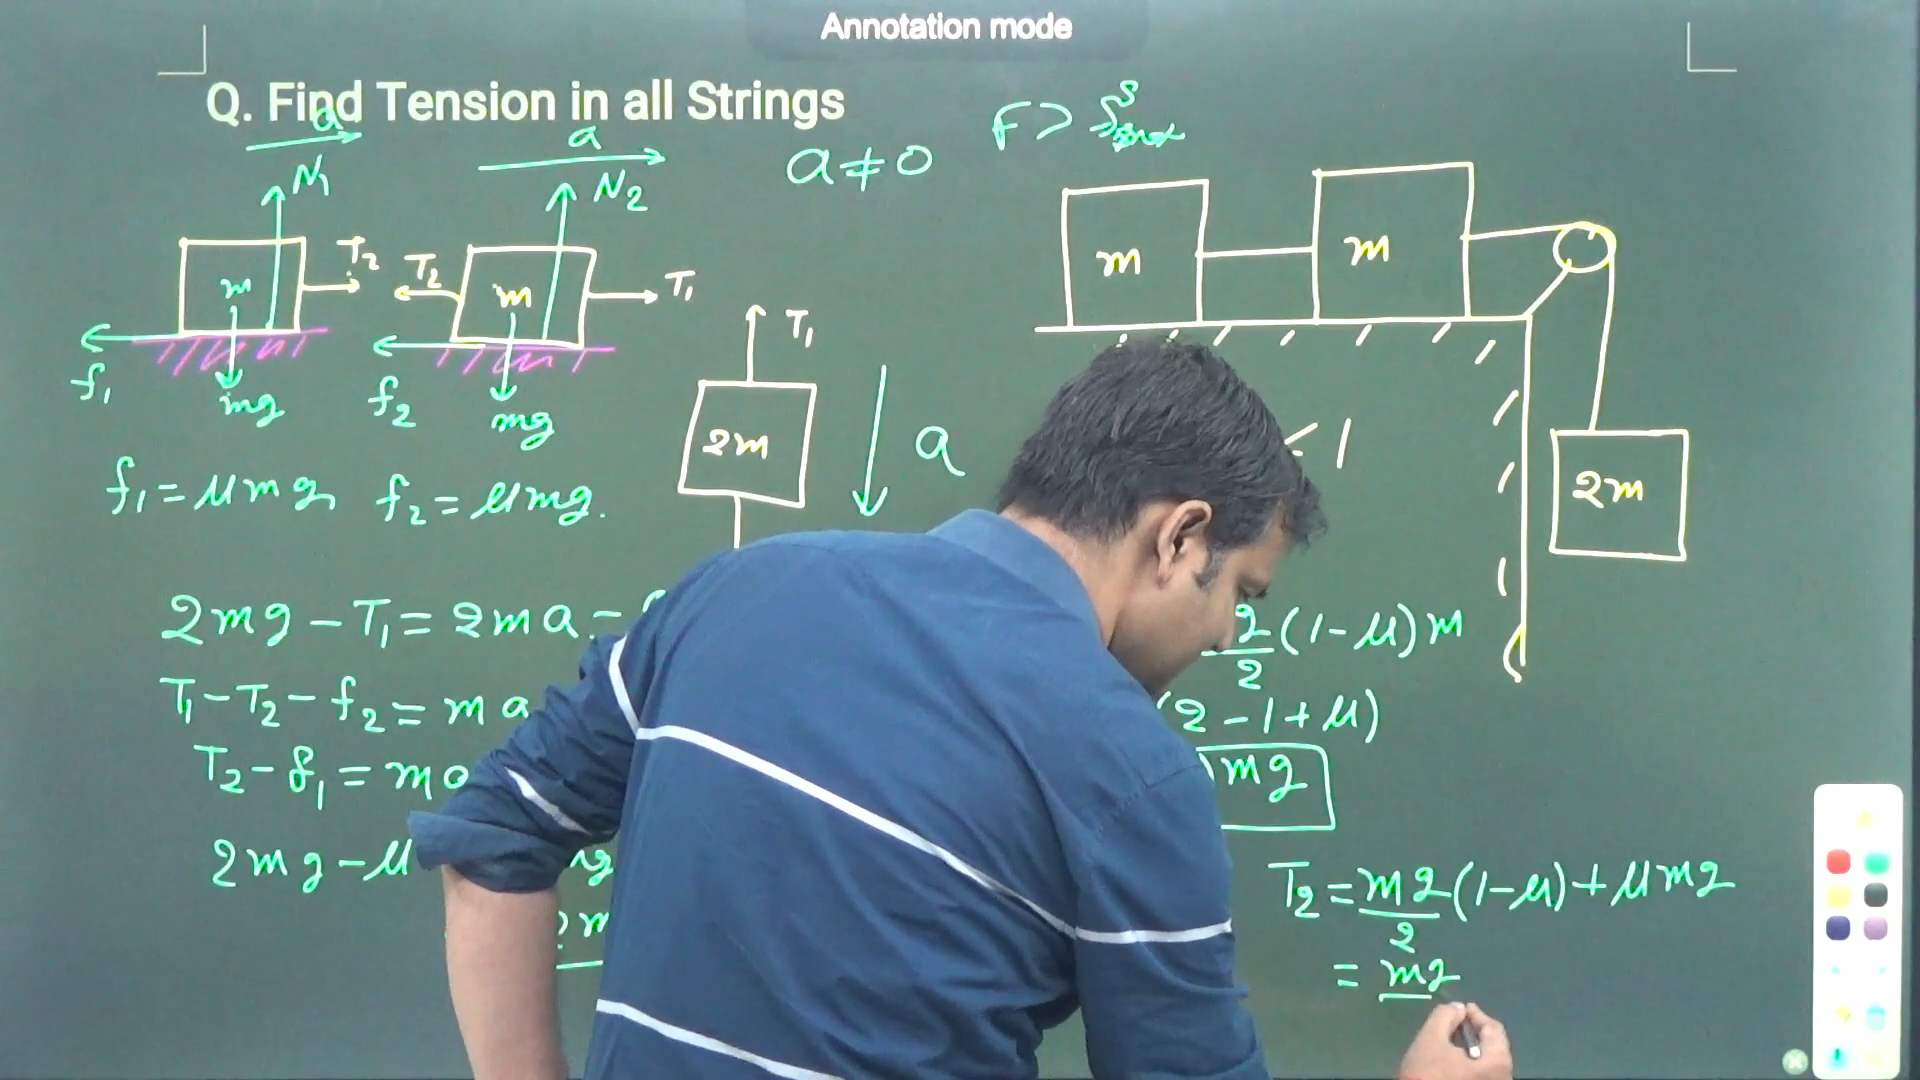 Annotation mode
Q. Find Tension in all Strings
a
a
a ≠ 0
N1
N2
m
T2
T2
m
T1
f1
mg
f2
mg
T1
2m
a
m
m
< 1
2m
f1 = μmg, f2 = μmg.
2mg - T1 = 2ma -
T1 - T2 - f2 = ma
T2 - f1 = ma
2mg - μ
g/2 (1 - μ) m
(2 - 1 + μ)
) mg
T2 = mg/2 (1 - μ) + μmg
= mg